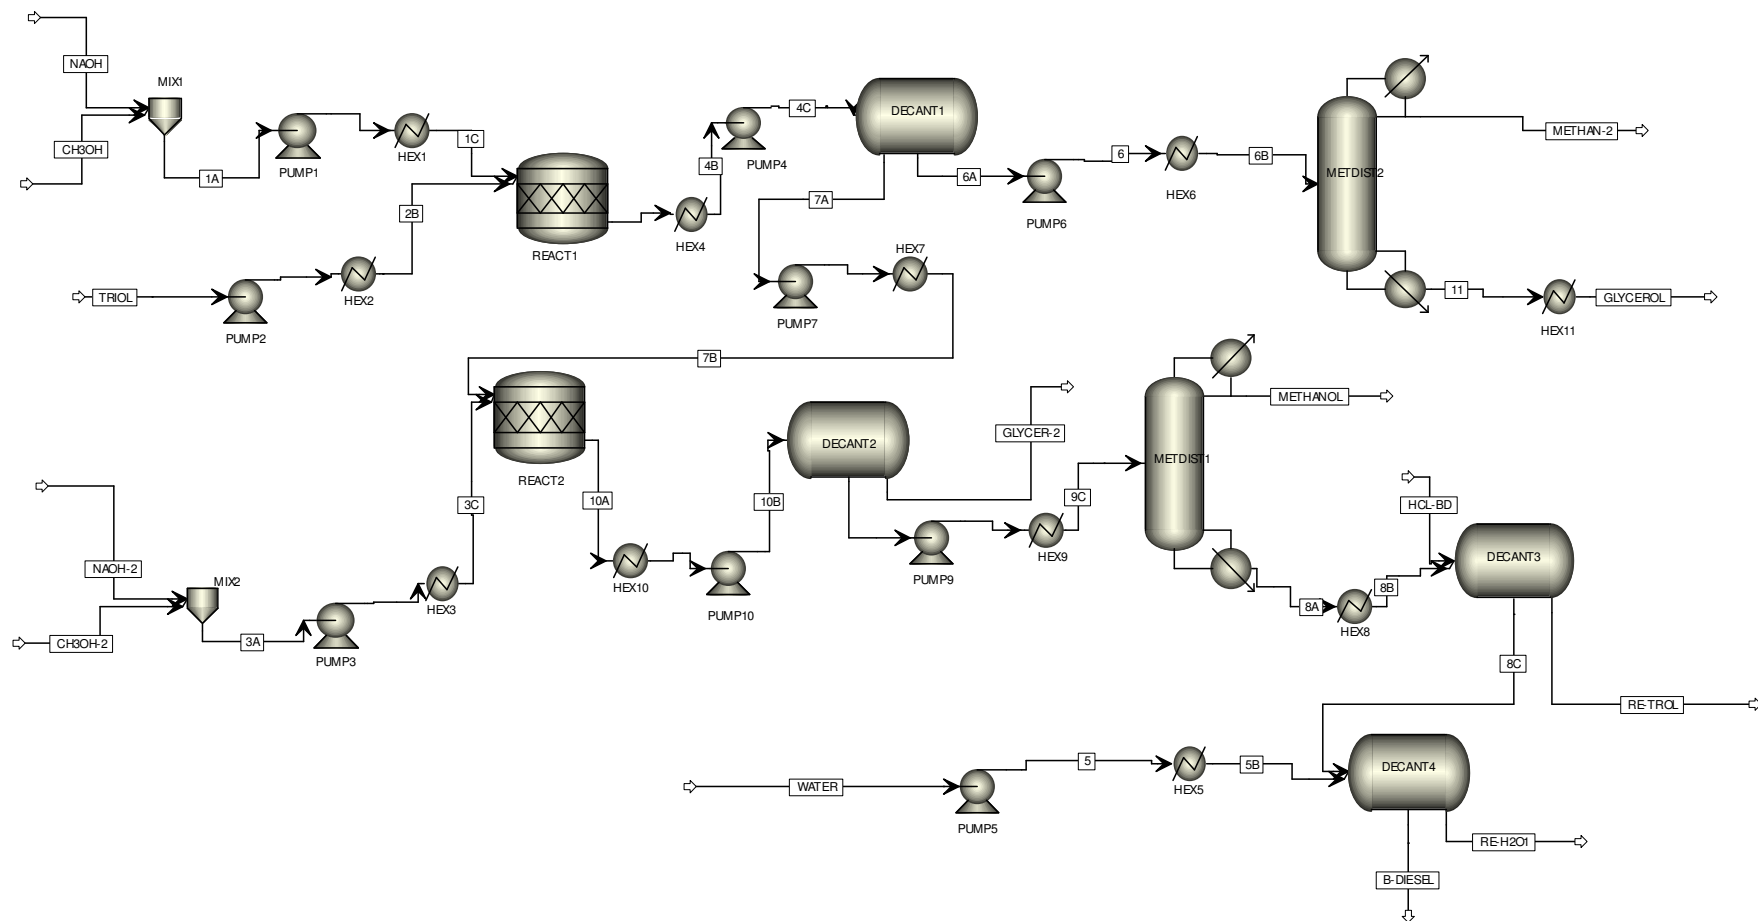 NAOH
MIX1
CH3OH
1A
PUMP1
HEX1
1C
2B
TRIOL
PUMP2
HEX2
REACT1
HEX4
4B
PUMP4
4C
DECANT1
7A
6A
PUMP6
6
HEX6
6B
METDIST2
METHAN-2
11
HEX11
GLYCEROL
PUMP7
HEX7
7B
REACT2
3C
10A
HEX10
PUMP10
10B
DECANT2
GLYCER-2
PUMP9
HEX9
9C
METDIST1
METHANOL
8A
HEX8
8B
HCL-BD
DECANT3
8C
RE-TROL
NAOH-2
MIX2
CH3OH-2
3A
PUMP3
HEX3
WATER
PUMP5
5
HEX5
5B
DECANT4
RE-H2O1
B-DIESEL